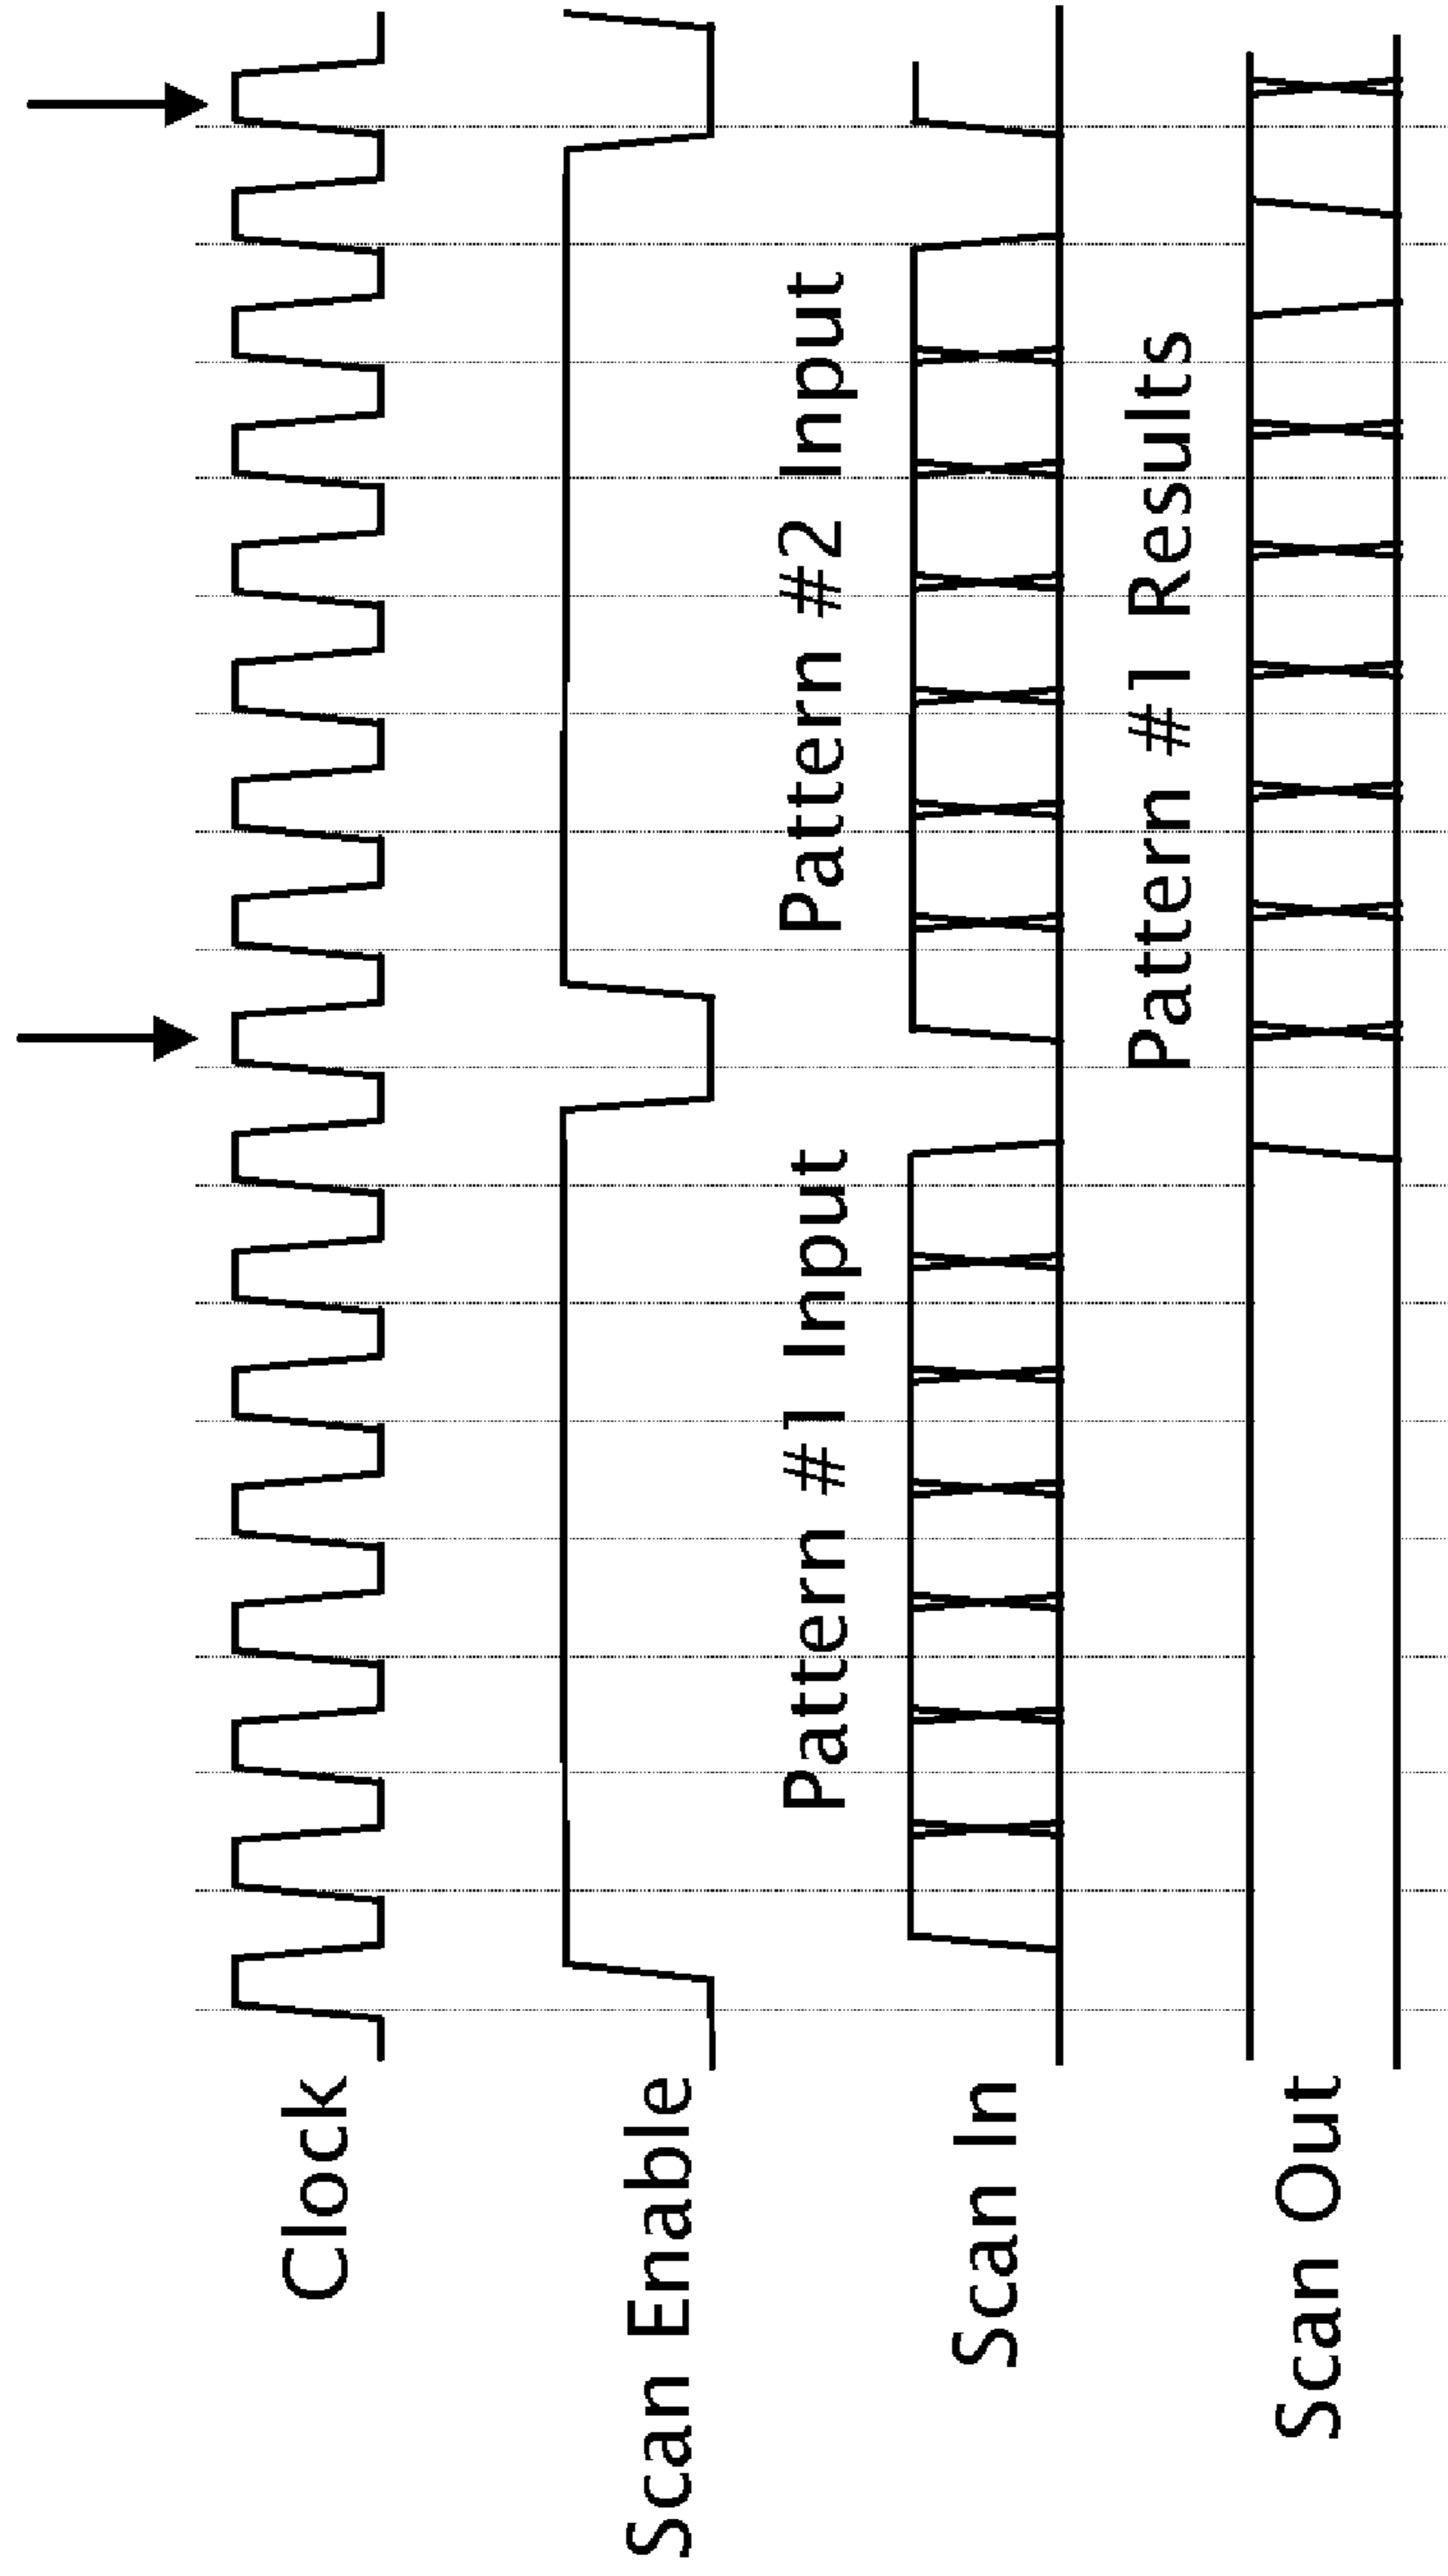 Clock
Scan Enable
Pattern #1 Input
Pattern #2 Input
Scan In
Pattern #1 Results
Scan Out